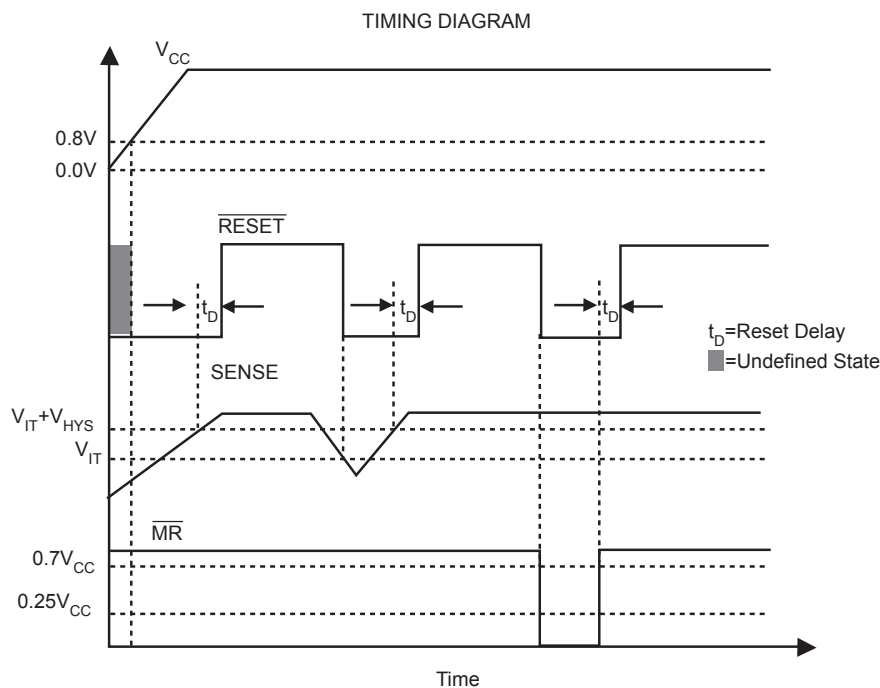 TIMING DIAGRAM
VCC
0.8V
0.0V
RESET
tD
tD
tD
tD=Reset Delay
=Undefined State
SENSE
VIT+VHYS
VIT
MR
0.7VCC
0.25VCC
Time